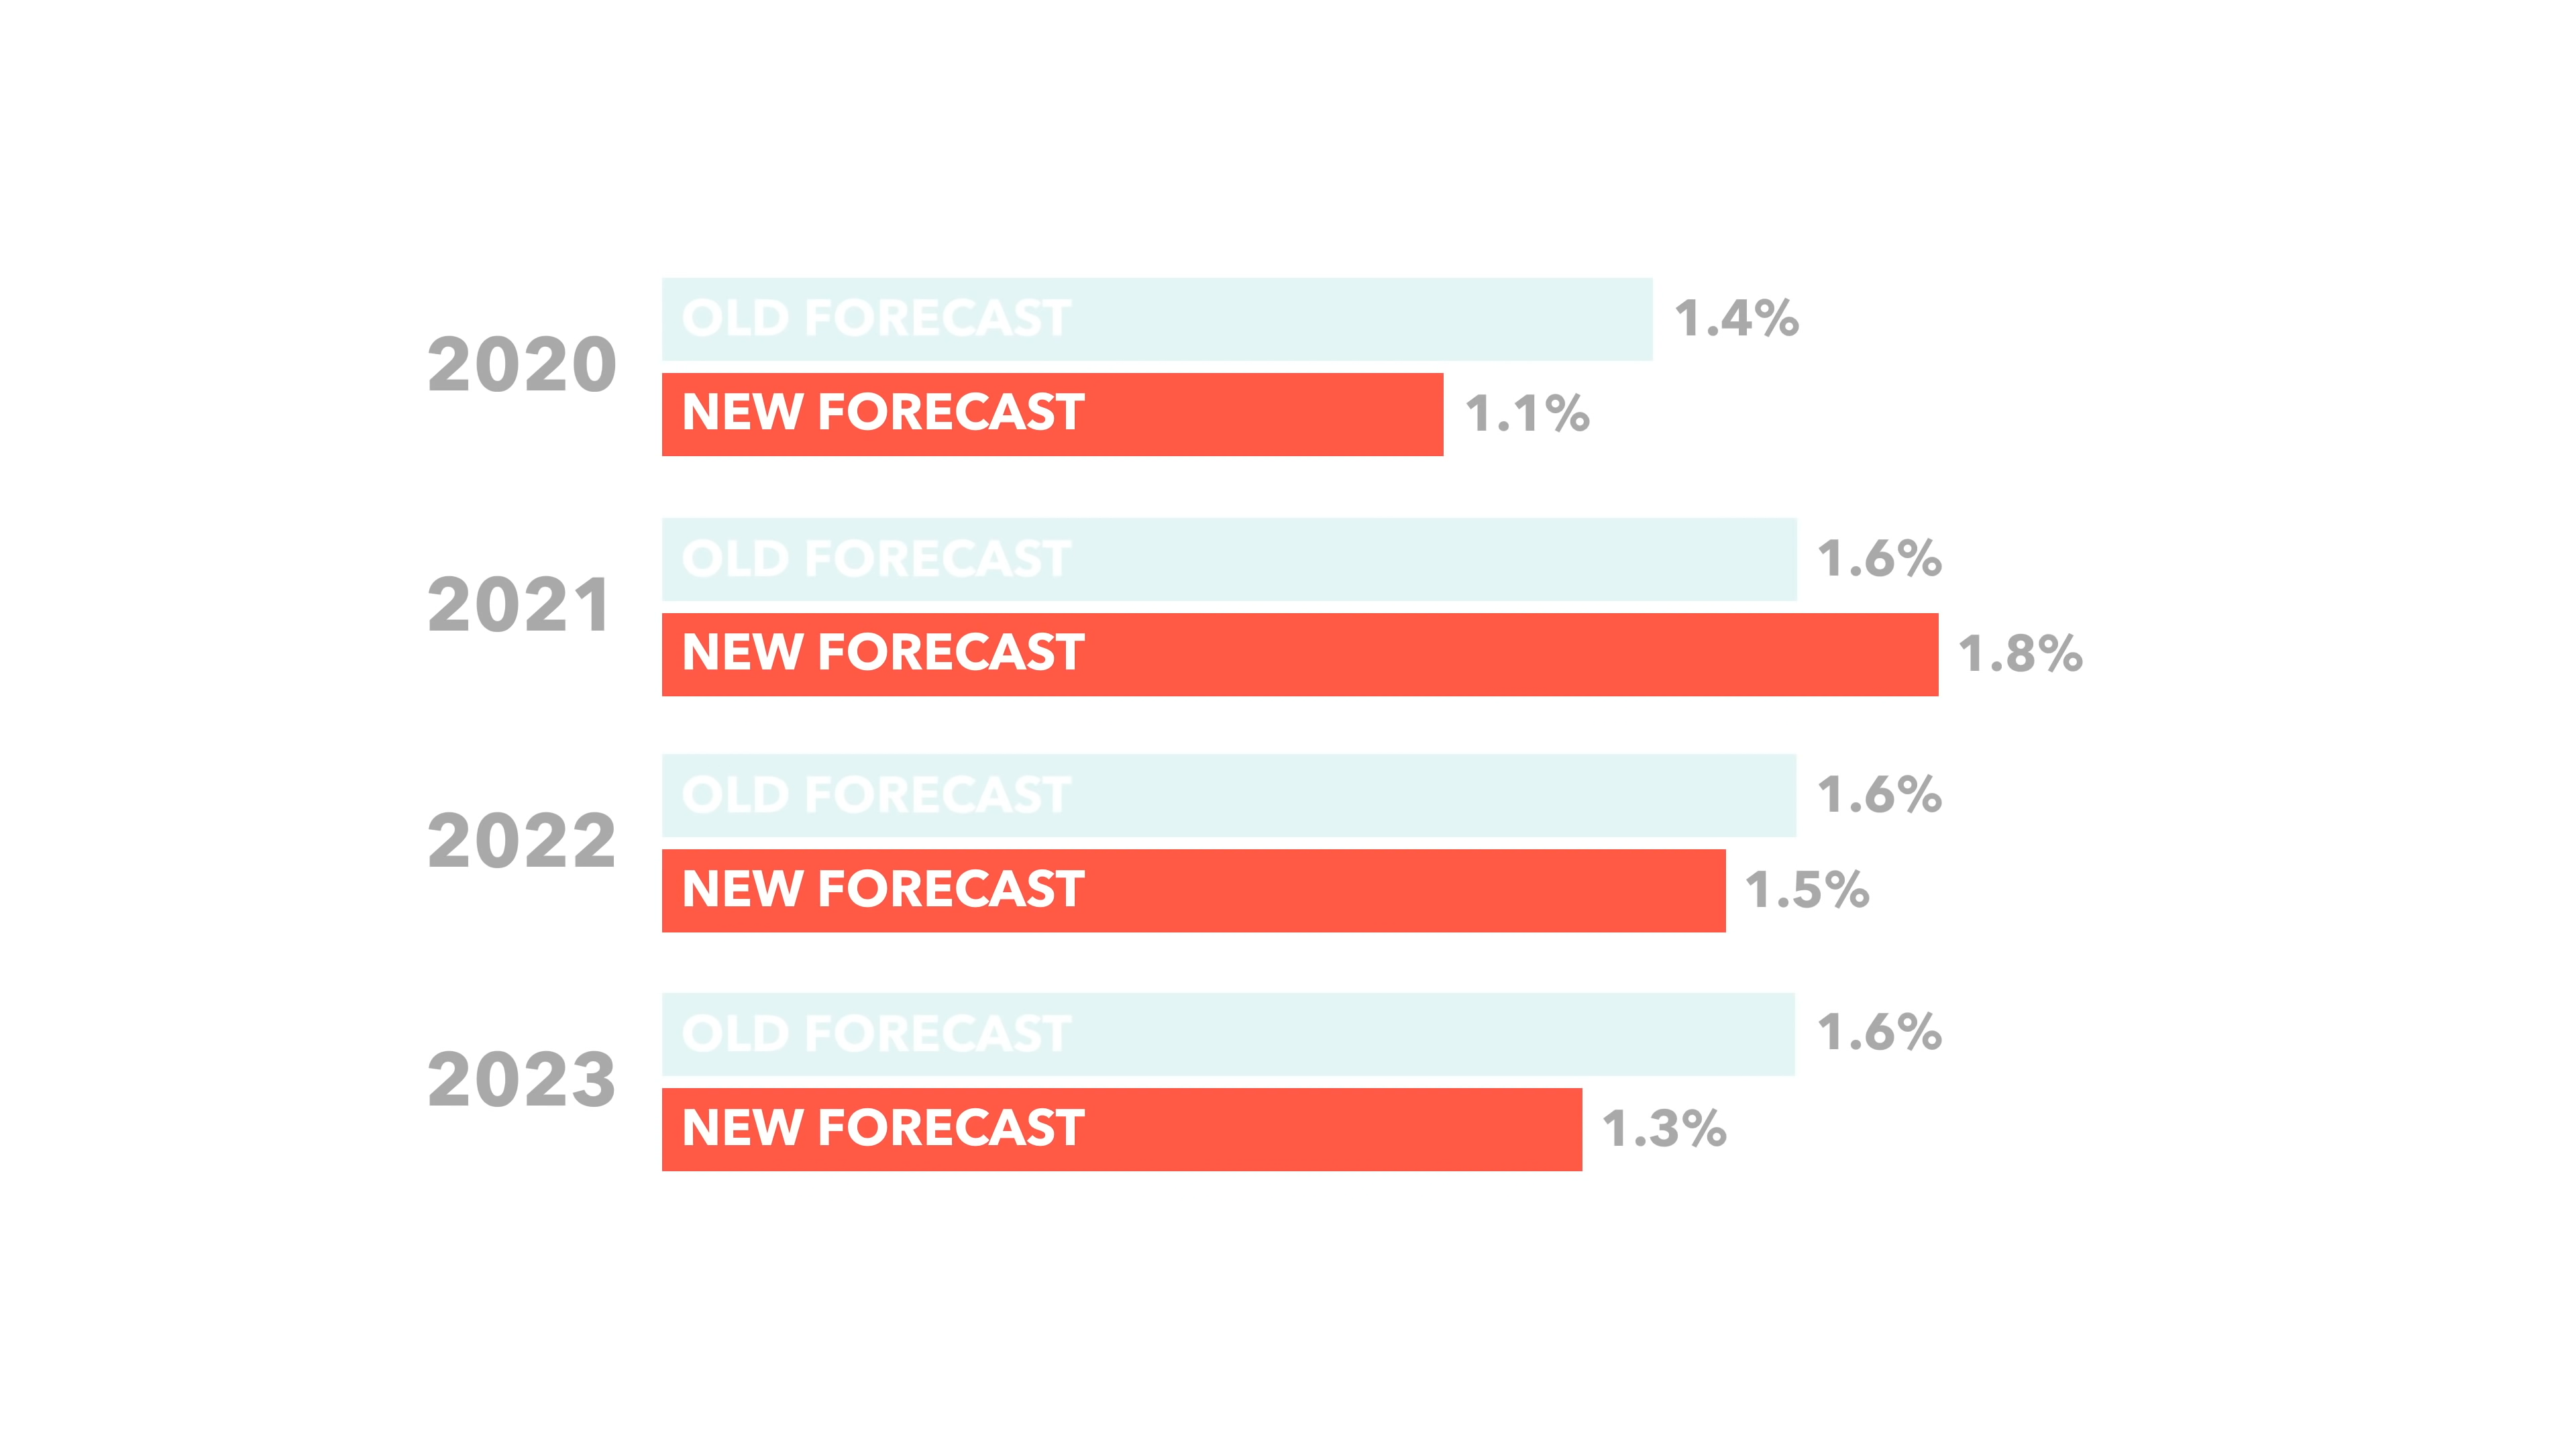 2020
OLD FORECAST 1.4%
NEW FORECAST 1.1%
2021
OLD FORECAST 1.6%
NEW FORECAST 1.8%
2022
OLD FORECAST 1.6%
NEW FORECAST 1.5%
2023
OLD FORECAST 1.6%
NEW FORECAST 1.3%